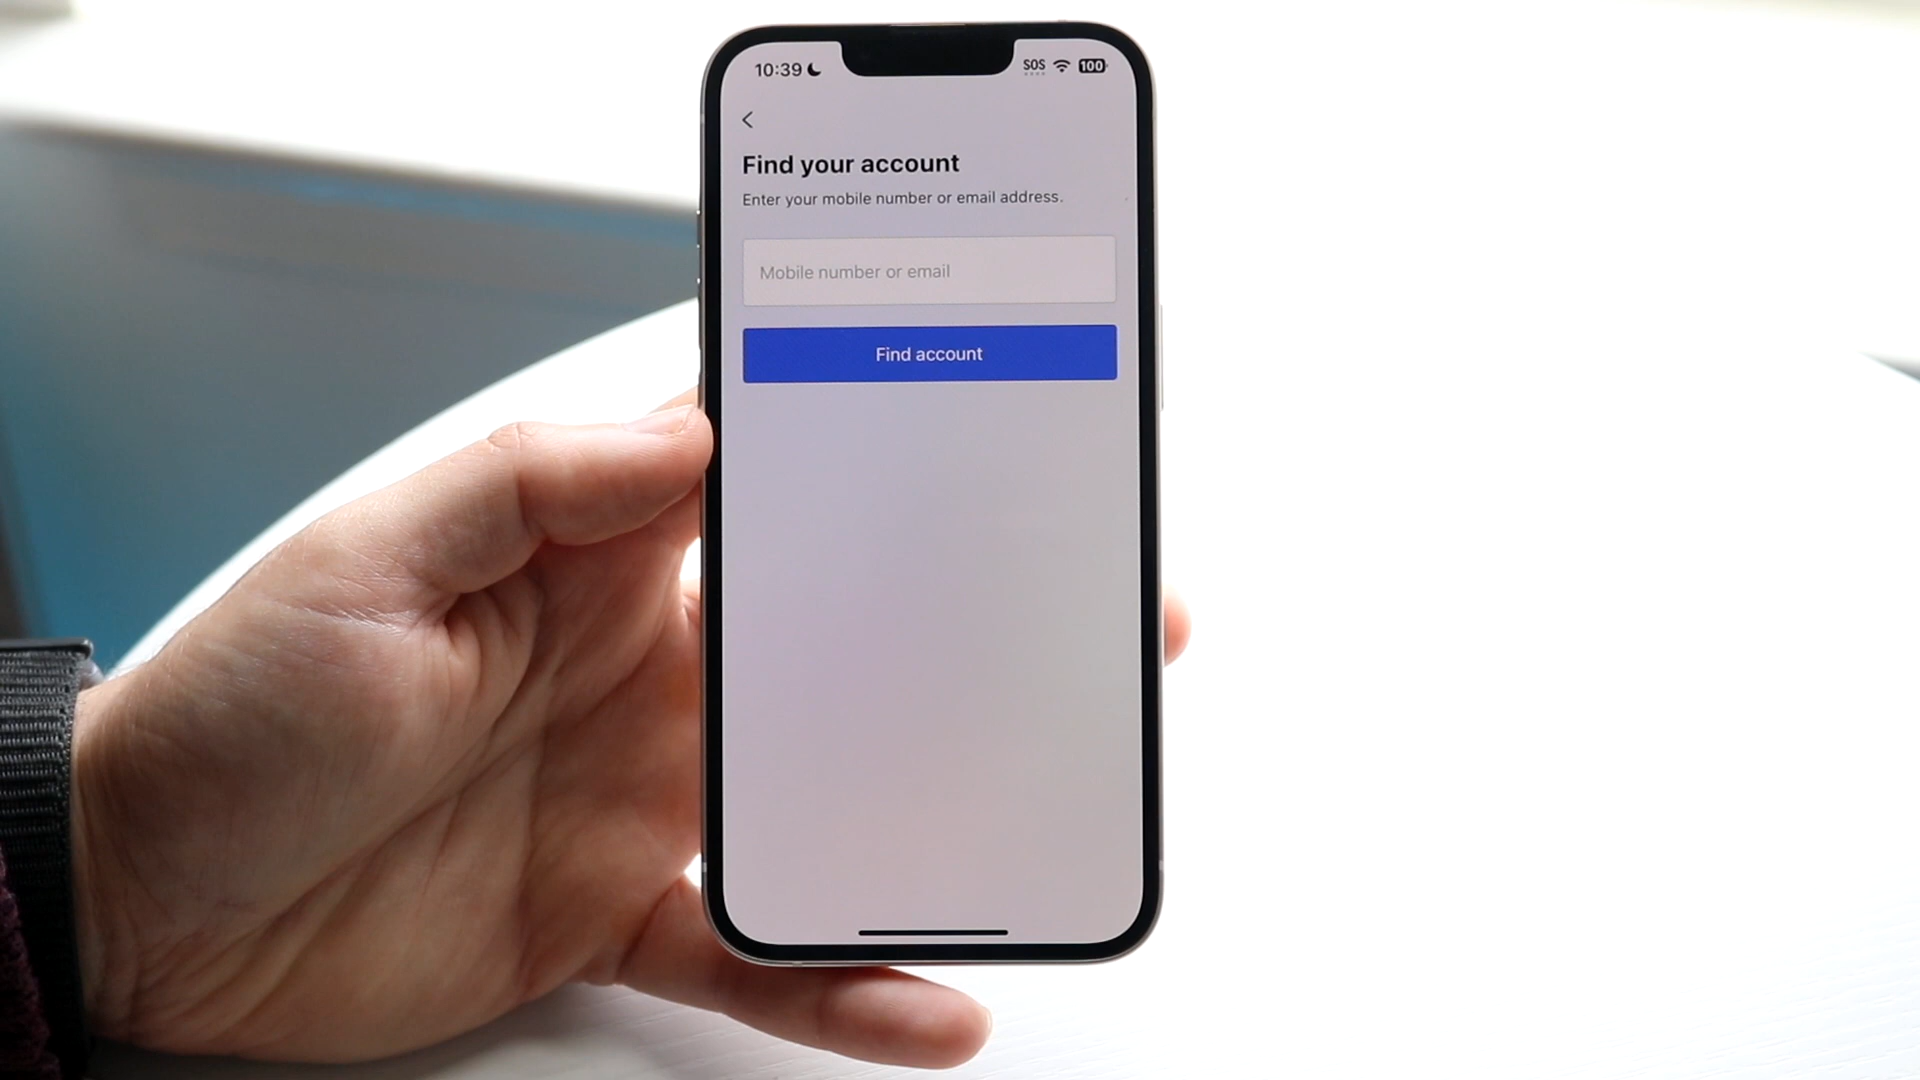 10:39
SOS 100
Find your account
Enter your mobile number or email address.
Mobile number or email
Find account